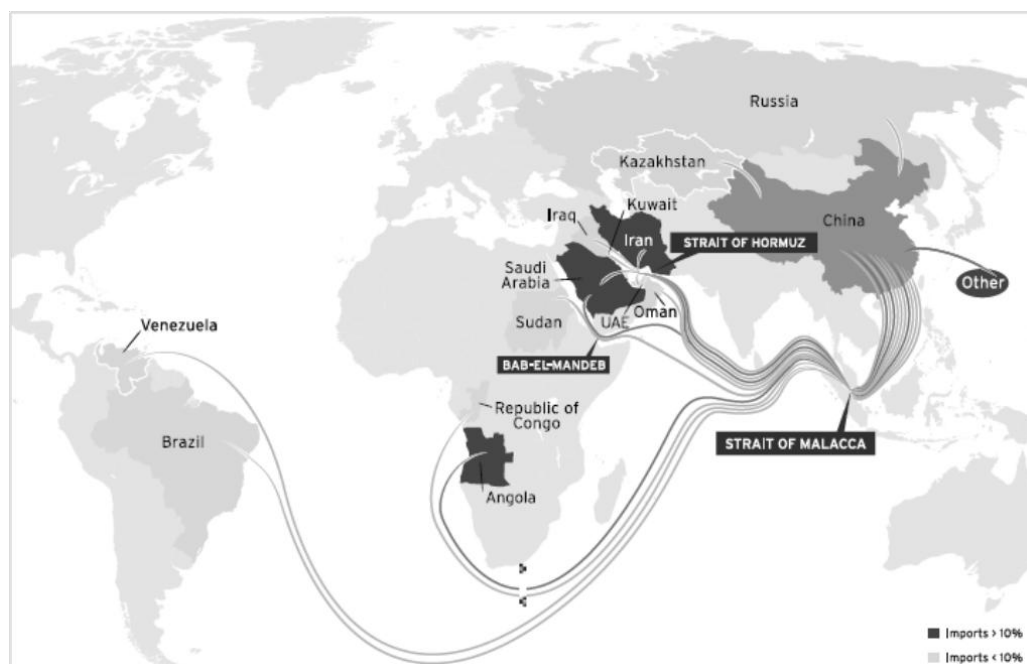 Russia
Kazakhstan
Kuwait
Iraq
Iran
STRAIT OF HORMUZ
China
Saudi
Arabia
Other
Sudan
UAE
Oman
Venezuela
BAB-EL-MANDEB
Republic of
Congo
Brazil
STRAIT OF MALACCA
Angola
Imports > 10%
Imports < 10%